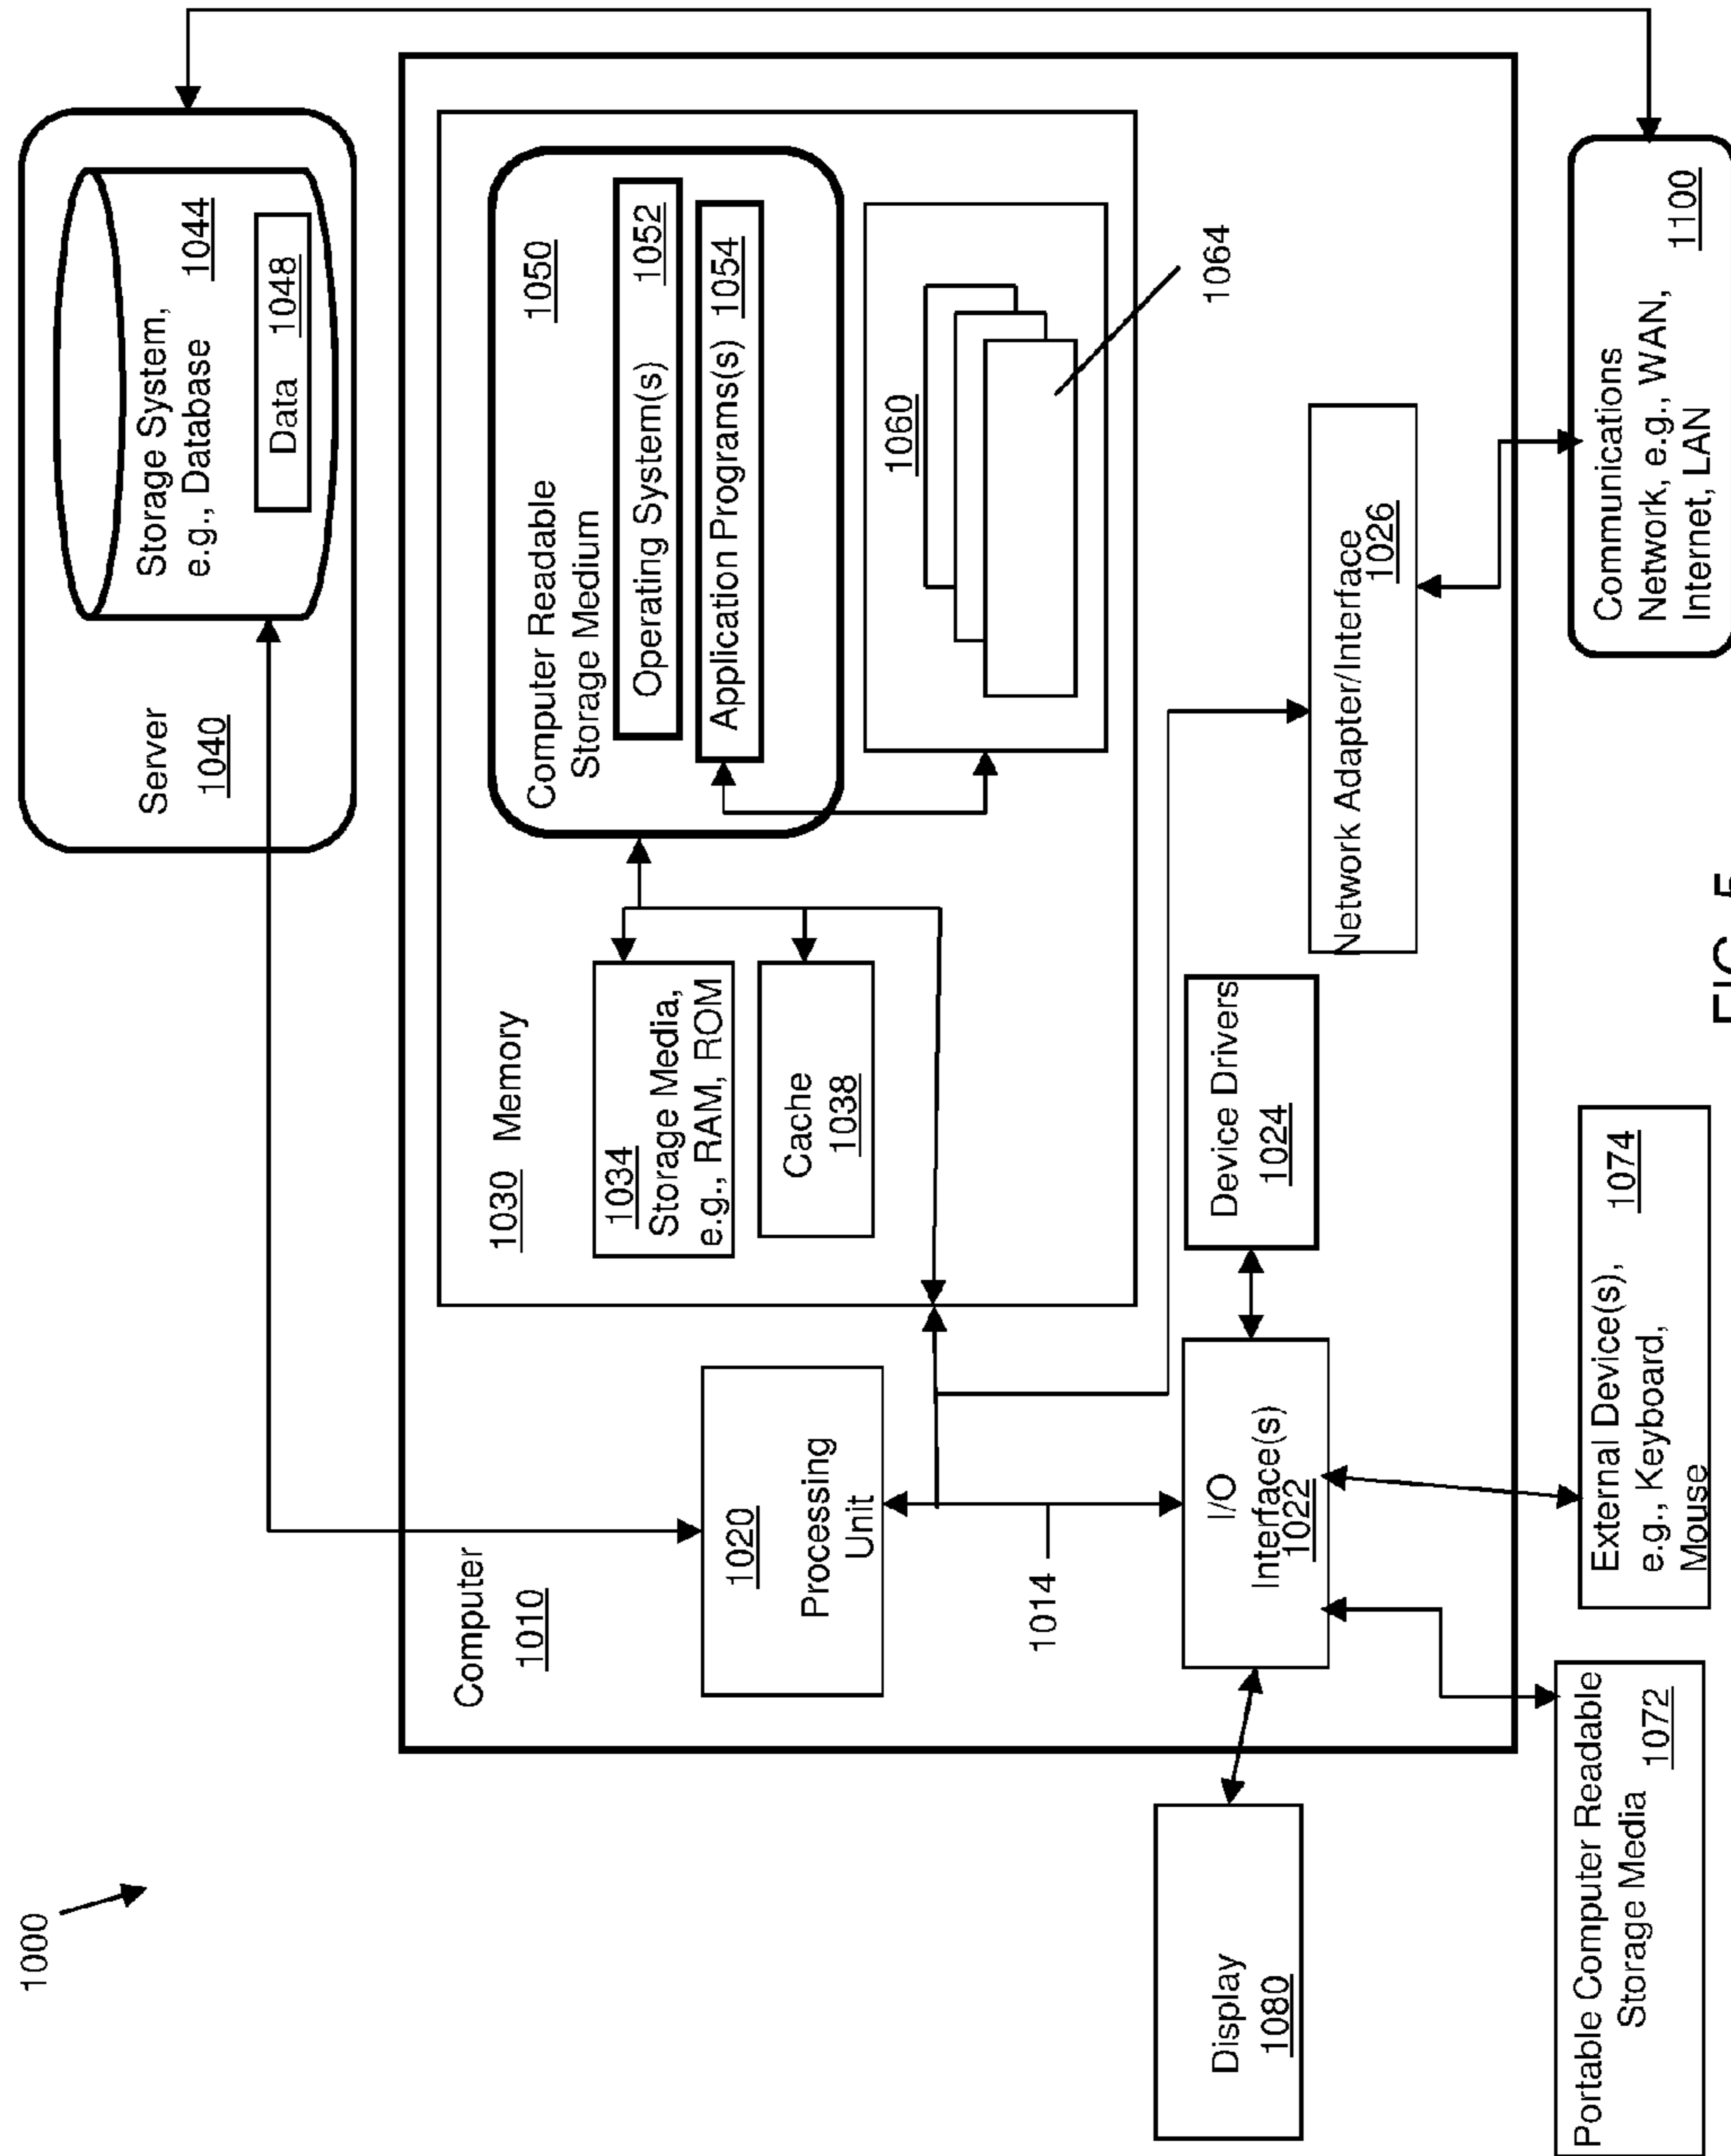 1000
Server
1040
Storage System,
e.g., Database
1044
Data 1048
Computer
1010
1030 Memory
1034
Storage Media,
e.g., RAM, ROM
Cache
1038
Computer Readable
Storage Medium
1050
Operating System(s) 1052
Application Programs(s) 1054
1060
1064
1020
Processing
Unit
1014
I/O
Interface(s)
1022
Device Drivers
1024
Network Adapter/Interface
1026
Display
1080
Portable Computer Readable
Storage Media 1072
External Device(s),
e.g., Keyboard,
Mouse
1074
Communications
Network, e.g., WAN,
Internet, LAN
1100
FIG. 5